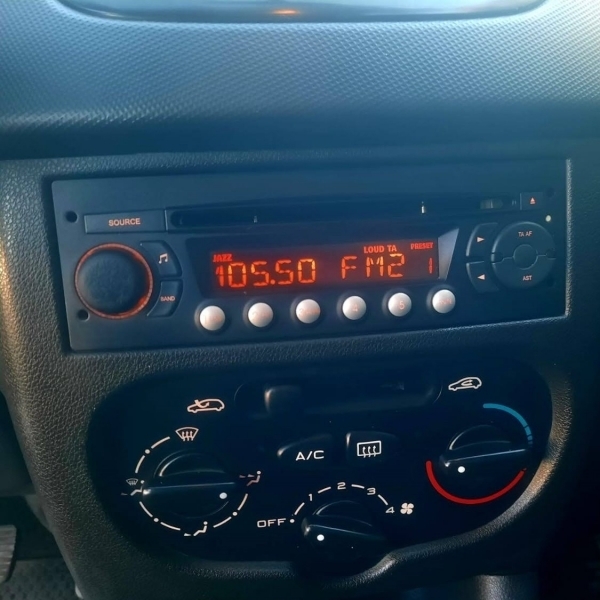 SOURCE
TA AF
JAZZ LOUD TA PRESET
105.50 FM2 1
BAND
AST
A/C
1 2 3
OFF 4